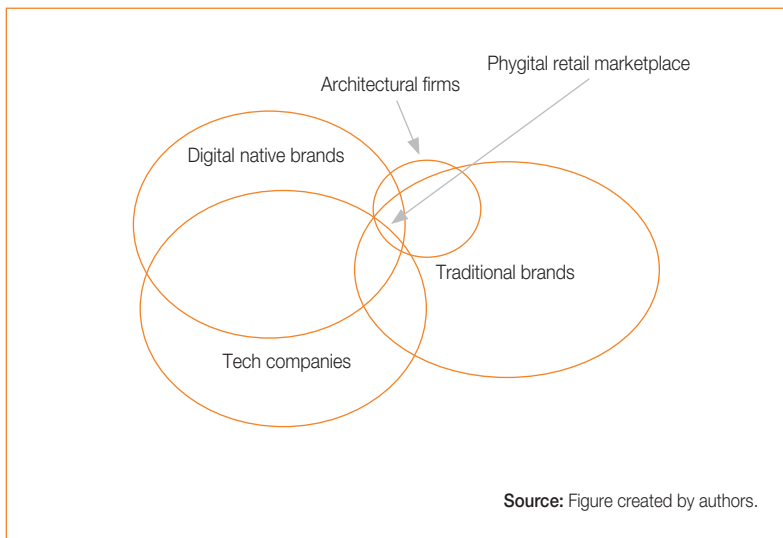 Phygital retail marketplace
Architectural firms
Digital native brands
Traditional brands
Tech companies
Source: Figure created by authors.